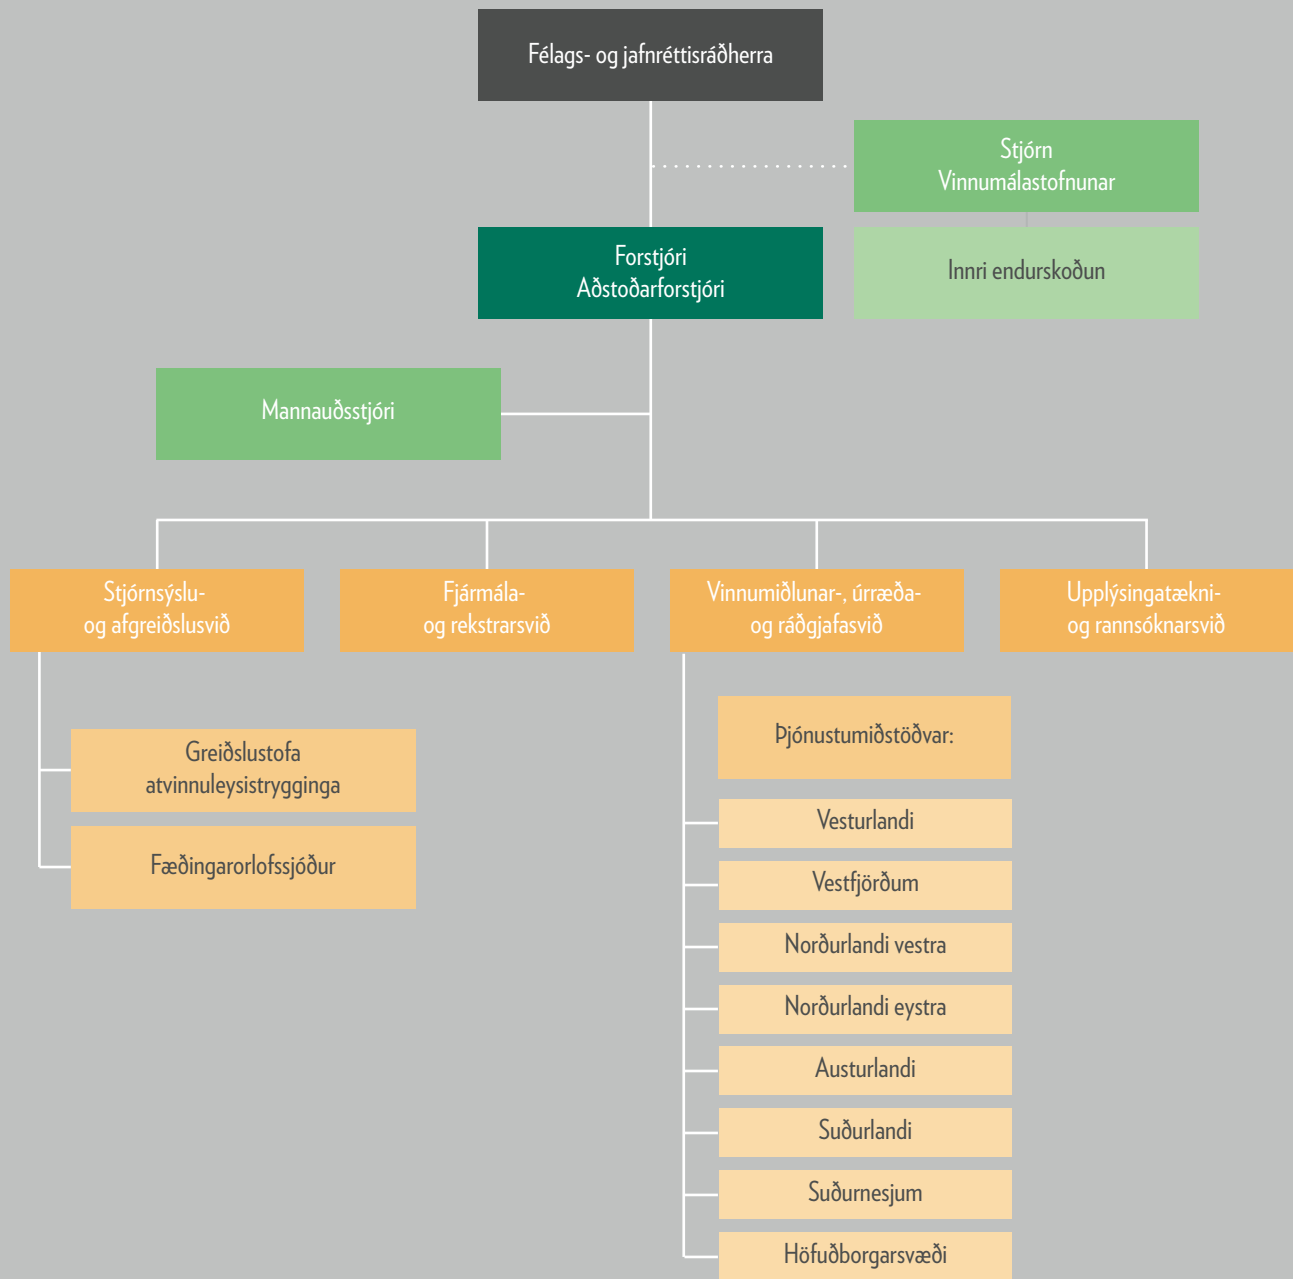 Félags- og jafnréttisráðherra
Stjórn
Vinnumálastofnunar
Forstjóri
Aðstoðarforstjóri
Innri endurskoðun
Mannauðsstjóri
Stjórnsýslu-
og afgreiðslusvið
Fjármála-
og rekstrarsvið
Vinnumiðlunar-, úrræða-
og ráðgjafasvið
Upplýsingatækni-
og rannsóknarsvið
Greiðslustofa
atvinnuleysistrygginga
Fæðingarorlofssjóður
Þjónustumiðstöðvar:
Vesturlandi
Vestfjörðum
Norðurlandi vestra
Norðurlandi eystra
Austurlandi
Suðurlandi
Suðurnesjum
Höfuðborgarsvæði